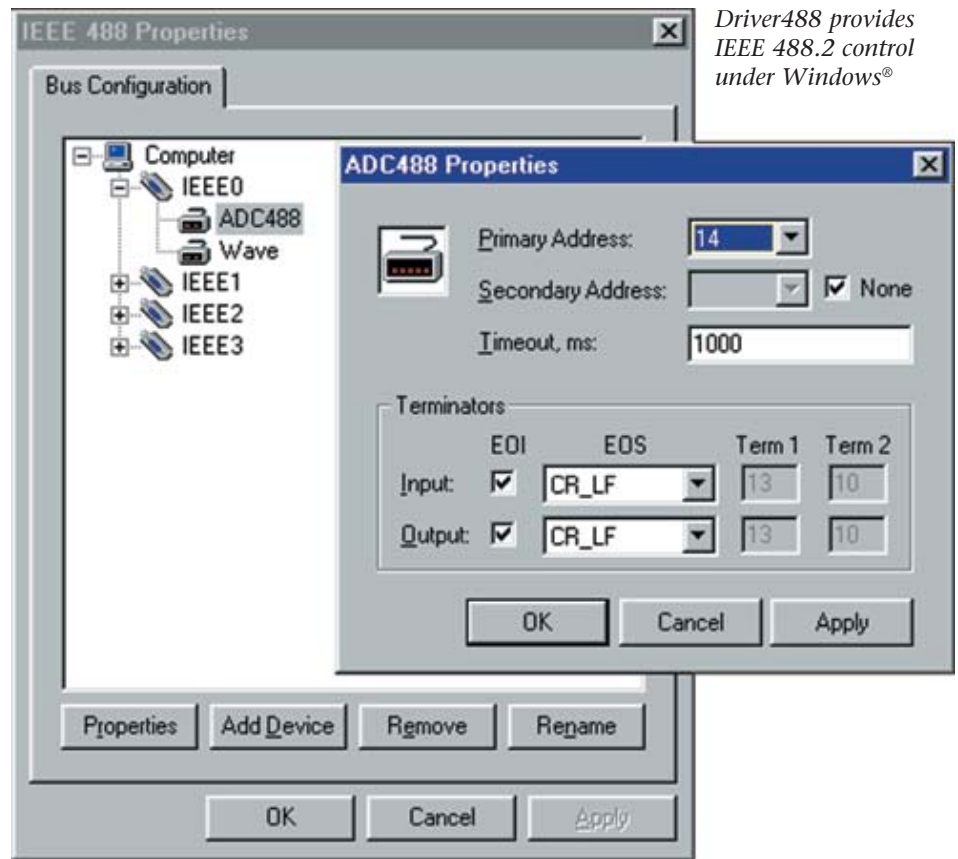 IEEE 488 Properties
Driver488 provides
IEEE 488.2 control
under Windows®
Bus Configuration
Computer
IEEE0
ADC488
Wave
IEEE1
IEEE2
IEEE3
ADC488 Properties
Primary Address: 14
Secondary Address: None
Timeout, ms: 1000
Terminators
EOI EOS Term 1 Term 2
Input: CR_LF 13 10
Output: CR_LF 13 10
OK Cancel Apply
Properties Add Device Remove Rename
OK Cancel Apply